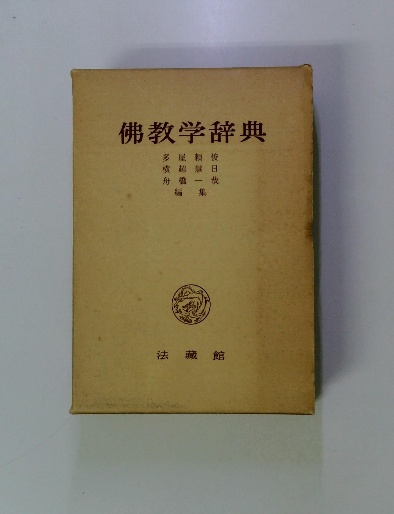 佛教学辞典
多屋頼俊
横超慧日
舟橋一哉
編集
法藏館